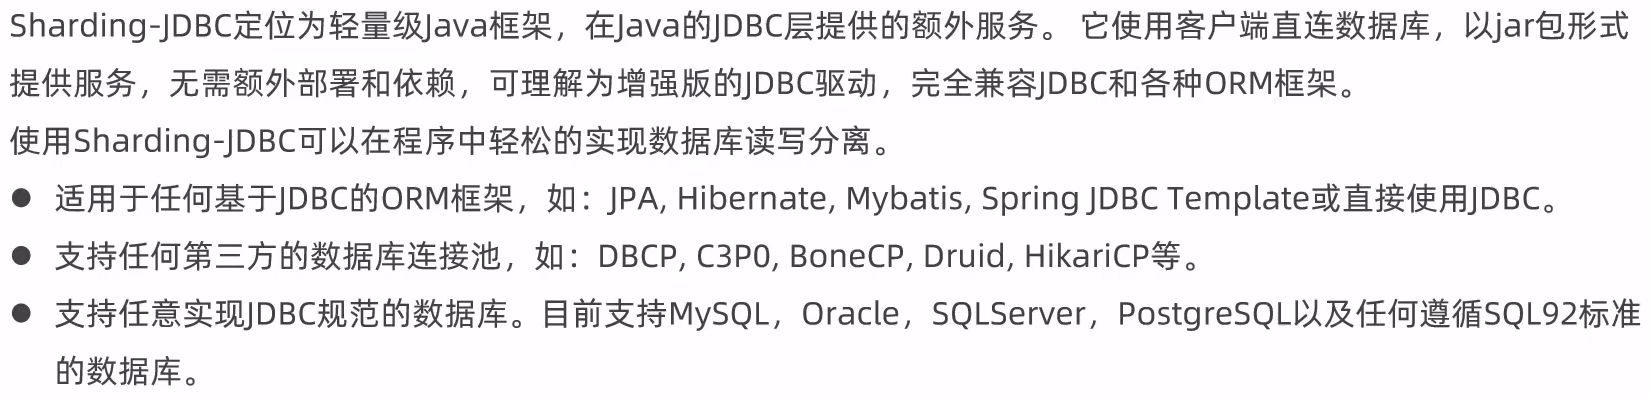 Sharding-JDBC定位为轻量级Java框架，在Java的JDBC层提供的额外服务。 它使用客户端直连数据库，以jar包形式
提供服务，无需额外部署和依赖，可理解为增强版的JDBC驱动，完全兼容JDBC和各种ORM框架。
使用Sharding-JDBC可以在程序中轻松的实现数据库读写分离。
● 适用于任何基于JDBC的ORM框架，如：JPA, Hibernate, Mybatis, Spring JDBC Template或直接使用JDBC。
● 支持任何第三方的数据库连接池，如：DBCP, C3P0, BoneCP, Druid, HikariCP等。
● 支持任意实现JDBC规范的数据库。目前支持MySQL，Oracle，SQLServer，PostgreSQL以及任何遵循SQL92标准
的数据库。